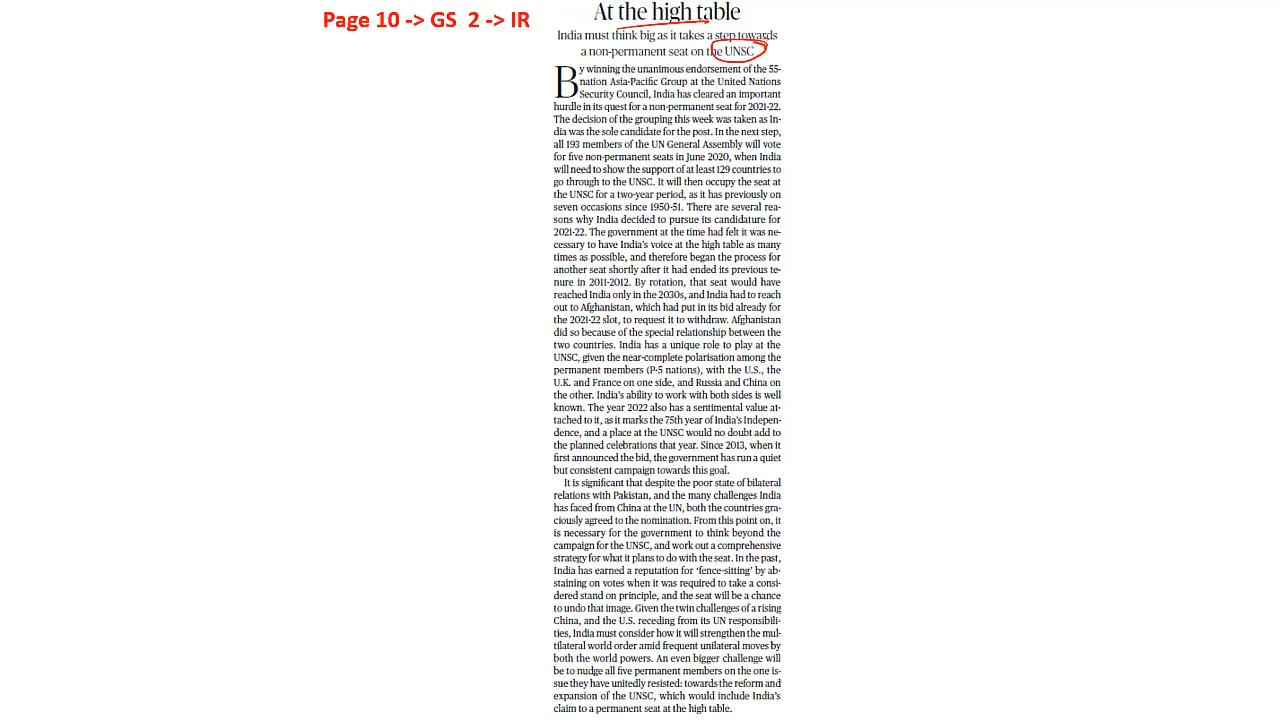 Page 10 -> GS 2 -> IR
At the high table
India must think big as it takes a step towards
a non-permanent seat on the UNSC
By winning the unanimous endorsement of the 55-
nation Asia-Pacific Group at the United Nations
Security Council, India has cleared an important
hurdle in its quest for a non-permanent seat for 2021-22.
The decision of the grouping this week was taken as In-
dia was the sole candidate for the post. In the next step,
all 193 members of the UN General Assembly will vote
for five non-permanent seats in June 2020, when India
will need to show the support of at least 129 countries to
go through to the UNSC. It will then occupy the seat at
the UNSC for a two-year period, as it has previously on
seven occasions since 1950-51. There are several rea-
sons why India decided to pursue its candidature for
2021-22. The government at the time had felt it was ne-
cessary to have India's voice at the high table as many
times as possible, and therefore began the process for
another seat shortly after it had ended its previous te-
nure in 2011-2012. By rotation, that seat would have
reached India only in the 2030s, and India had to reach
out to Afghanistan, which had put in its bid already for
the 2021-22 slot, to request it to withdraw. Afghanistan
did so because of the special relationship between the
two countries. India has a unique role to play at the
UNSC, given the near-complete polarisation among the
permanent members (P-5 nations), with the U.S., the
U.K. and France on one side, and Russia and China on
the other. India's ability to work with both sides is well
known. The year 2022 also has a sentimental value at-
tached to it, as it marks the 75th year of India's Indepen-
dence, and a place at the UNSC would no doubt add to
the planned celebrations that year. Since 2013, when it
first announced the bid, the government has run a quiet
but consistent campaign towards this goal.
It is significant that despite the poor state of bilateral
relations with Pakistan, and the many challenges India
has faced from China at the UN, both the countries gra-
ciously agreed to the nomination. From this point on, it
is necessary for the government to think beyond the
campaign for the UNSC, and work out a comprehensive
strategy for what it plans to do with the seat. In the past,
India has earned a reputation for 'fence-sitting' by ab-
staining on votes when it was required to take a consi-
dered stand on principle, and the seat will be a chance
to undo that image. Given the twin challenges of a rising
China, and the U.S. receding from its UN responsibili-
ties, India must consider how it will strengthen the mul-
tilateral world order amid frequent unilateral moves by
both the world powers. An even bigger challenge will
be to nudge all five permanent members on the one is-
sue they have unitedly resisted: towards the reform and
expansion of the UNSC, which would include India's
claim to a permanent seat at the high table.